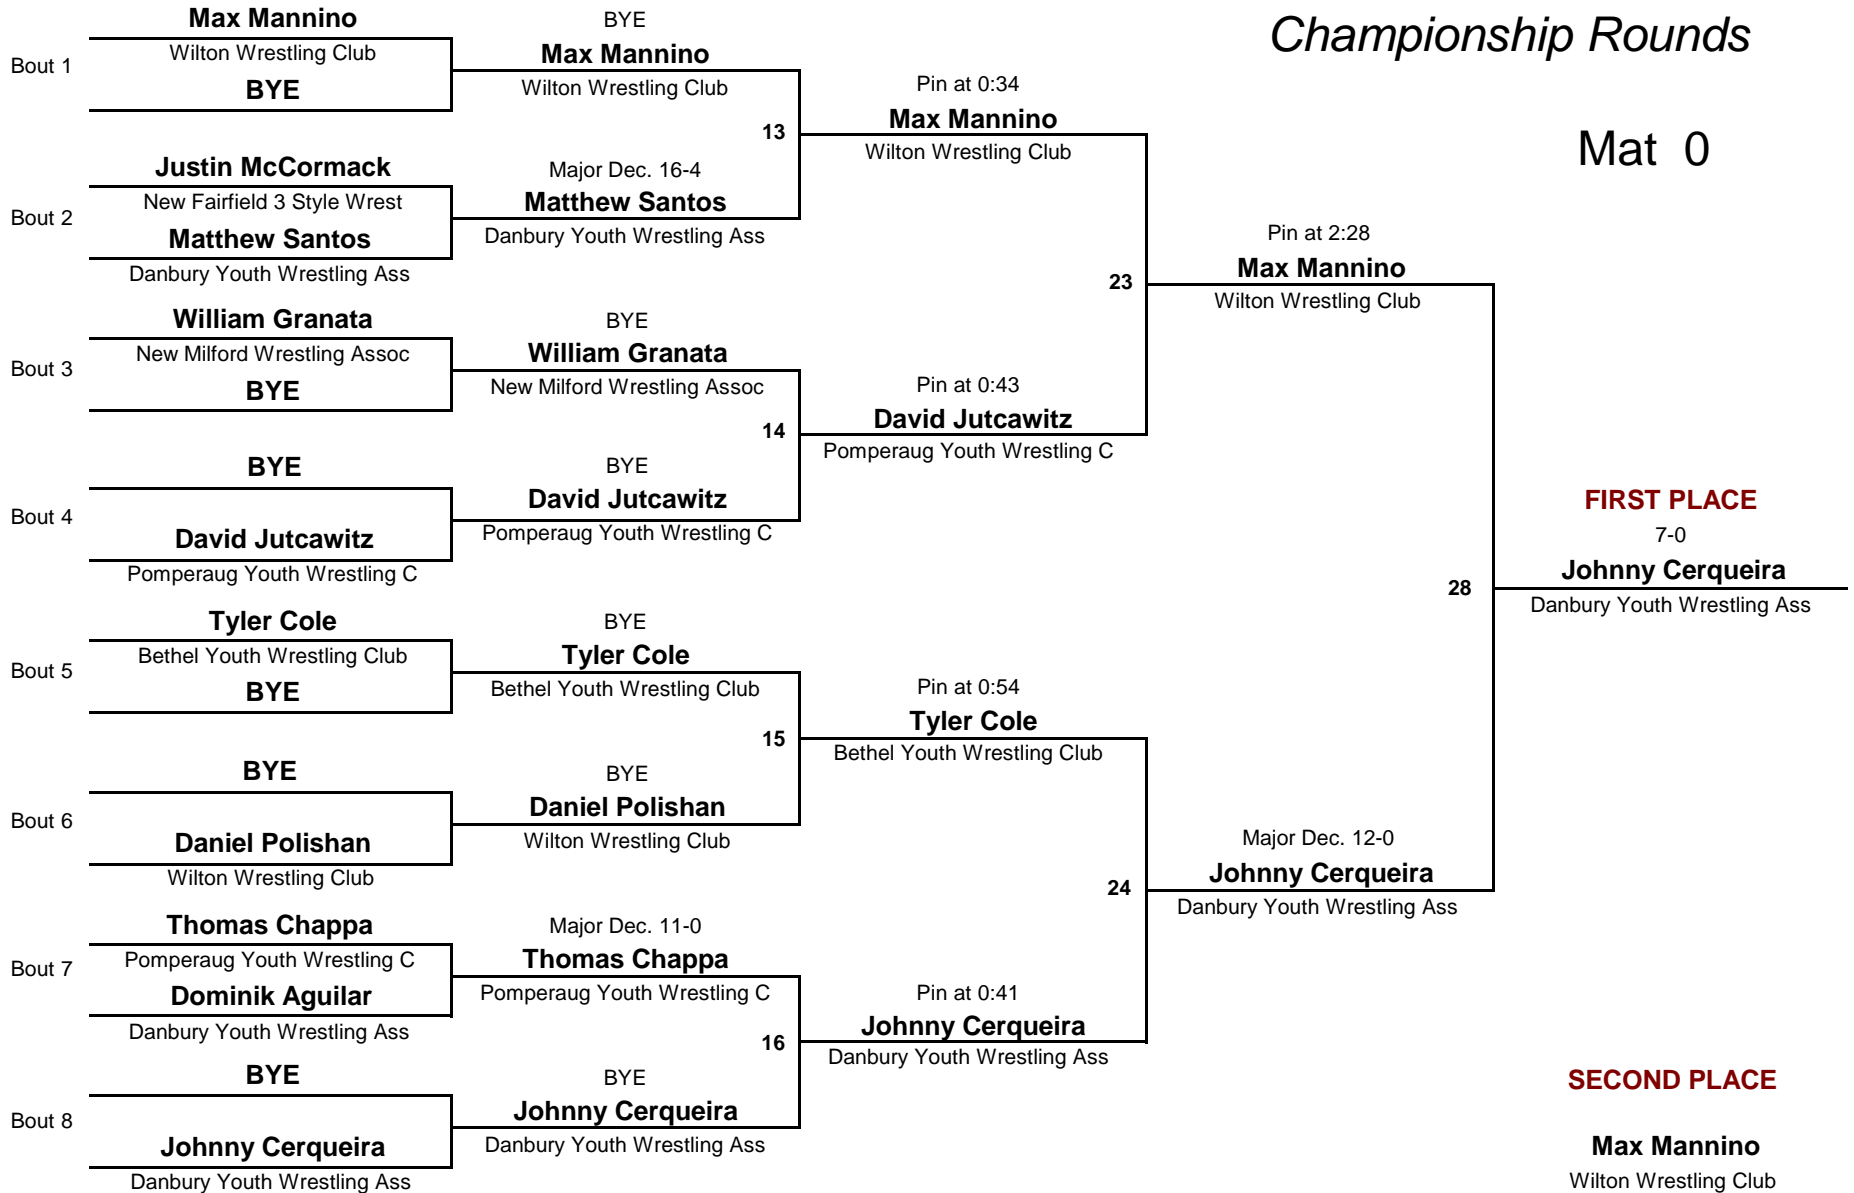 Championship Rounds
Mat 0
Bout 1
Max Mannino
Wilton Wrestling Club
BYE
Bout 2
Justin McCormack
New Fairfield 3 Style Wrest
Matthew Santos
Danbury Youth Wrestling Ass
Bout 3
William Granata
New Milford Wrestling Assoc
BYE
Bout 4
BYE
David Jutcawitz
Pomperaug Youth Wrestling C
Bout 5
Tyler Cole
Bethel Youth Wrestling Club
BYE
Bout 6
BYE
Daniel Polishan
Wilton Wrestling Club
Bout 7
Thomas Chappa
Pomperaug Youth Wrestling C
Dominik Aguilar
Danbury Youth Wrestling Ass
Bout 8
BYE
Johnny Cerqueira
Danbury Youth Wrestling Ass
BYE
Max Mannino
Wilton Wrestling Club
13
Major Dec. 16-4
Matthew Santos
Danbury Youth Wrestling Ass
BYE
William Granata
New Milford Wrestling Assoc
14
BYE
David Jutcawitz
Pomperaug Youth Wrestling C
BYE
Tyler Cole
Bethel Youth Wrestling Club
15
BYE
Daniel Polishan
Wilton Wrestling Club
Major Dec. 11-0
Thomas Chappa
Pomperaug Youth Wrestling C
16
BYE
Johnny Cerqueira
Danbury Youth Wrestling Ass
Pin at 0:34
Max Mannino
Wilton Wrestling Club
23
Pin at 0:43
David Jutcawitz
Pomperaug Youth Wrestling C
Pin at 0:54
Tyler Cole
Bethel Youth Wrestling Club
24
Pin at 0:41
Johnny Cerqueira
Danbury Youth Wrestling Ass
Pin at 2:28
Max Mannino
Wilton Wrestling Club
28
Major Dec. 12-0
Johnny Cerqueira
Danbury Youth Wrestling Ass
FIRST PLACE
7-0
Johnny Cerqueira
Danbury Youth Wrestling Ass
SECOND PLACE
Max Mannino
Wilton Wrestling Club